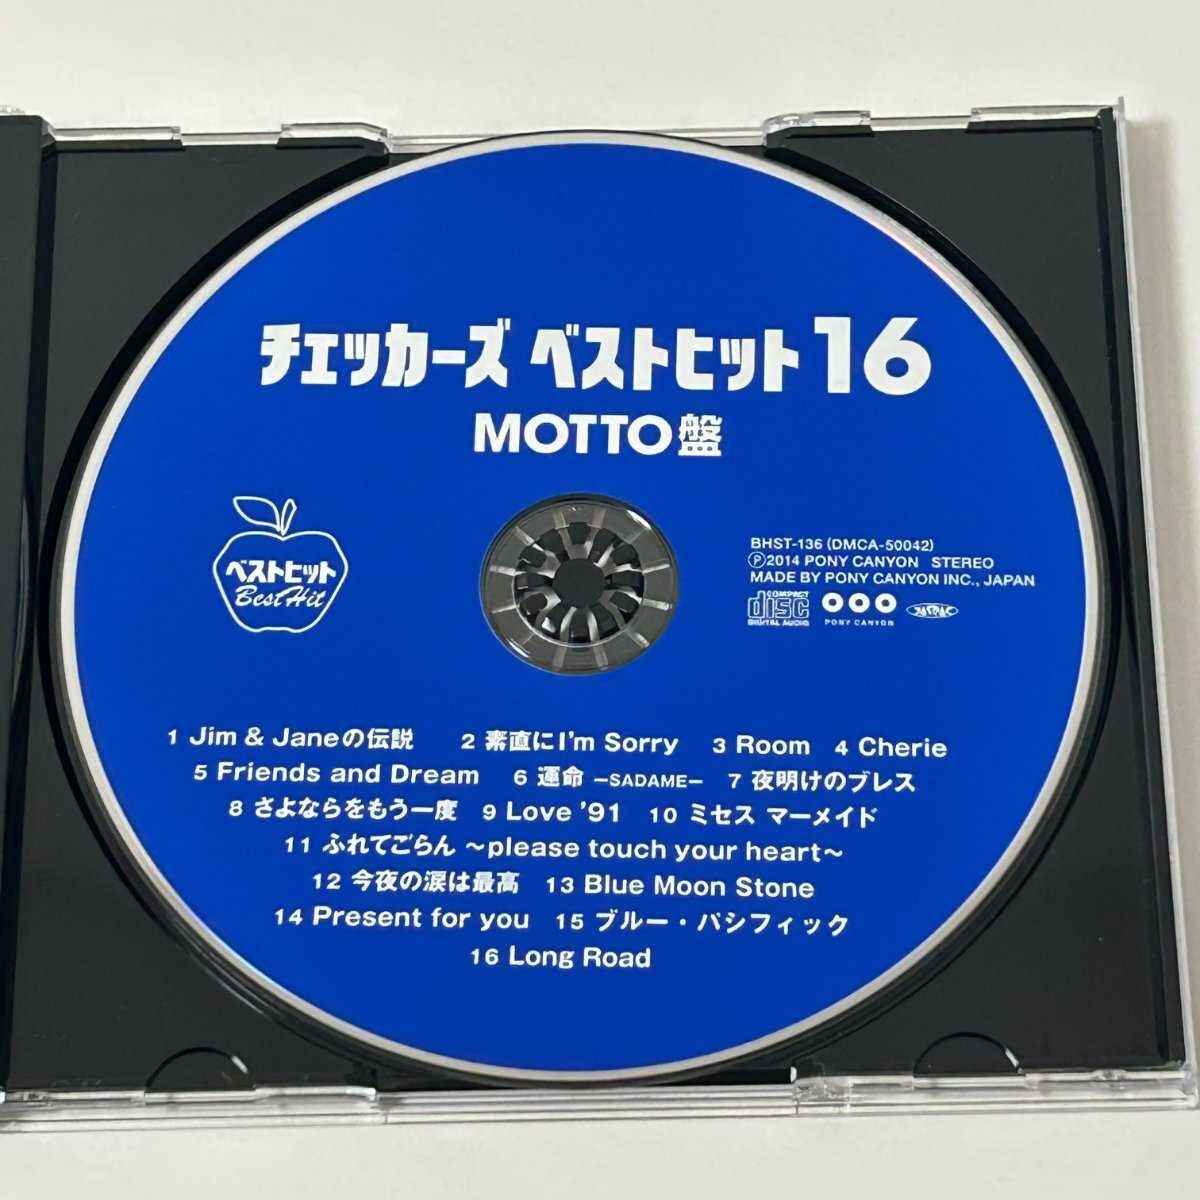 チェッカーズ ベストヒット16
MOTTO盤
ベストヒット
Best Hit
BHST-136 (DMCA-50042)
Ⓟ2014 PONY CANYON STEREO
MADE BY PONY CANYON INC., JAPAN
COMPACT
disc
DIGITAL AUDIO
PONY CANYON
JASRAC
1 Jim & Janeの伝説 2 素直にI'm Sorry 3 Room 4 Cherie
5 Friends and Dream 6 運命 −SADAME− 7 夜明けのブレス
8 さよならをもう一度 9 Love '91 10 ミセス マーメイド
11 ふれてごらん 〜please touch your heart〜
12 今夜の涙は最高 13 Blue Moon Stone
14 Present for you 15 ブルー・パシフィック
16 Long Road